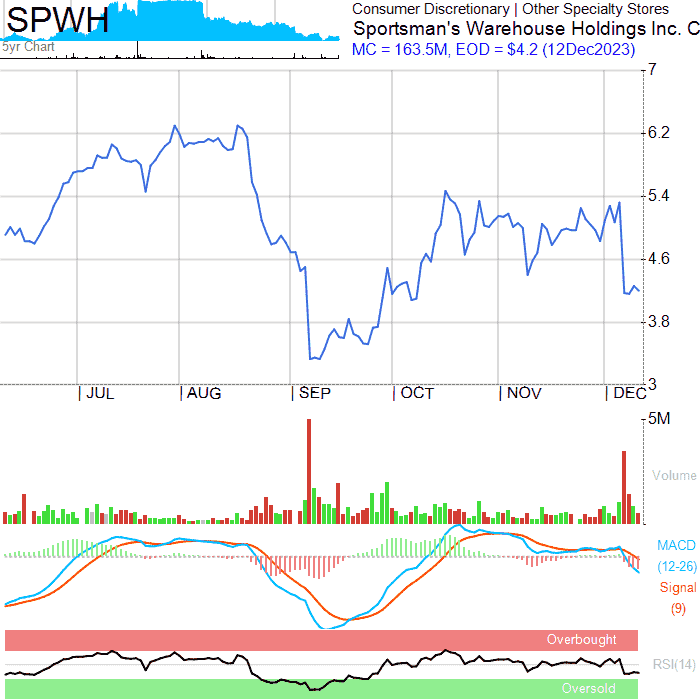 SPWH
5yr Chart
Consumer Discretionary | Other Specialty Stores
Sportsman's Warehouse Holdings Inc. C
MC = 163.5M, EOD = $4.2 (12Dec2023)
7
6.2
5.4
4.6
3.8
3
| JUL | AUG | SEP | OCT | NOV | DEC
5M
Volume
MACD
(12-26)
Signal
(9)
Overbought
RSI(14)
Oversold